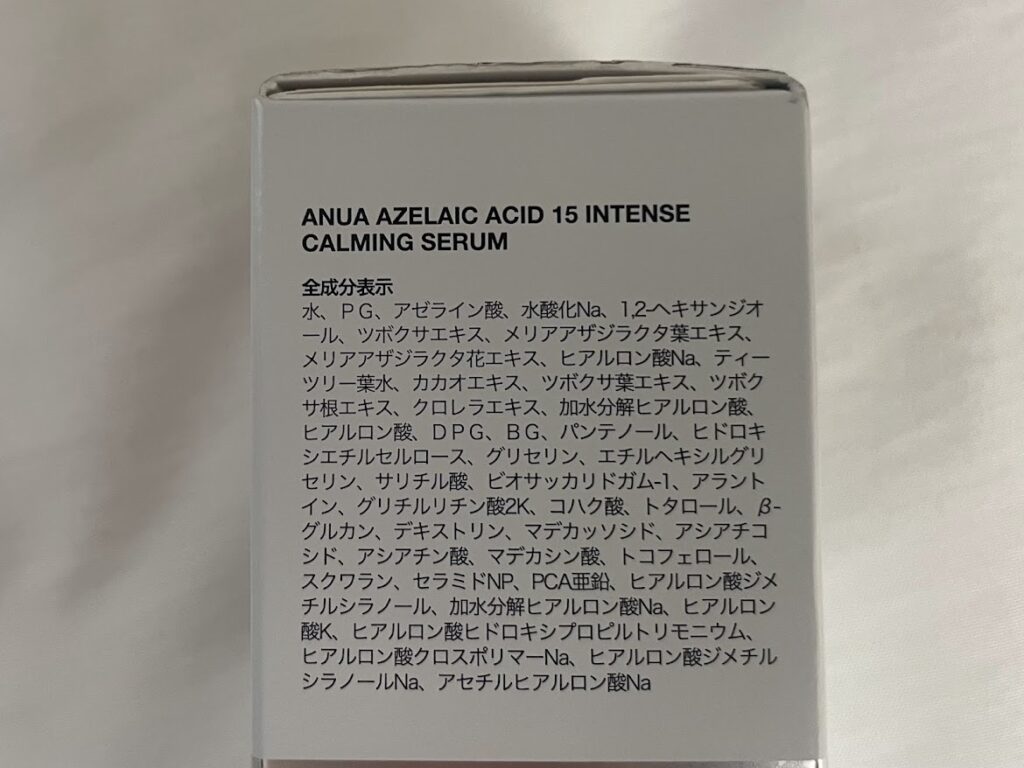 ANUA AZELAIC ACID 15 INTENSE
CALMING SERUM
全成分表示
水、ＰＧ、アゼライン酸、水酸化Na、1,2-ヘキサンジオ
ール、ツボクサエキス、メリアアザジラクタ葉エキス、
メリアアザジラクタ花エキス、ヒアルロン酸Na、ティー
ツリー葉水、カカオエキス、ツボクサ葉エキス、ツボク
サ根エキス、クロレラエキス、加水分解ヒアルロン酸、
ヒアルロン酸、ＤＰＧ、ＢＧ、パンテノール、ヒドロキ
シエチルセルロース、グリセリン、エチルヘキシルグリ
セリン、サリチル酸、ビオサッカリドガム-1、アラント
イン、グリチルリチン酸2K、コハク酸、トタロール、β-
グルカン、デキストリン、マデカッソシド、アシアチコ
シド、アシアチン酸、マデカシン酸、トコフェロール、
スクワラン、セラミドNP、PCA亜鉛、ヒアルロン酸ジメ
チルシラノール、加水分解ヒアルロン酸Na、ヒアルロン
酸K、ヒアルロン酸ヒドロキシプロピルトリモニウム、
ヒアルロン酸クロスポリマーNa、ヒアルロン酸ジメチル
シラノールNa、アセチルヒアルロン酸Na